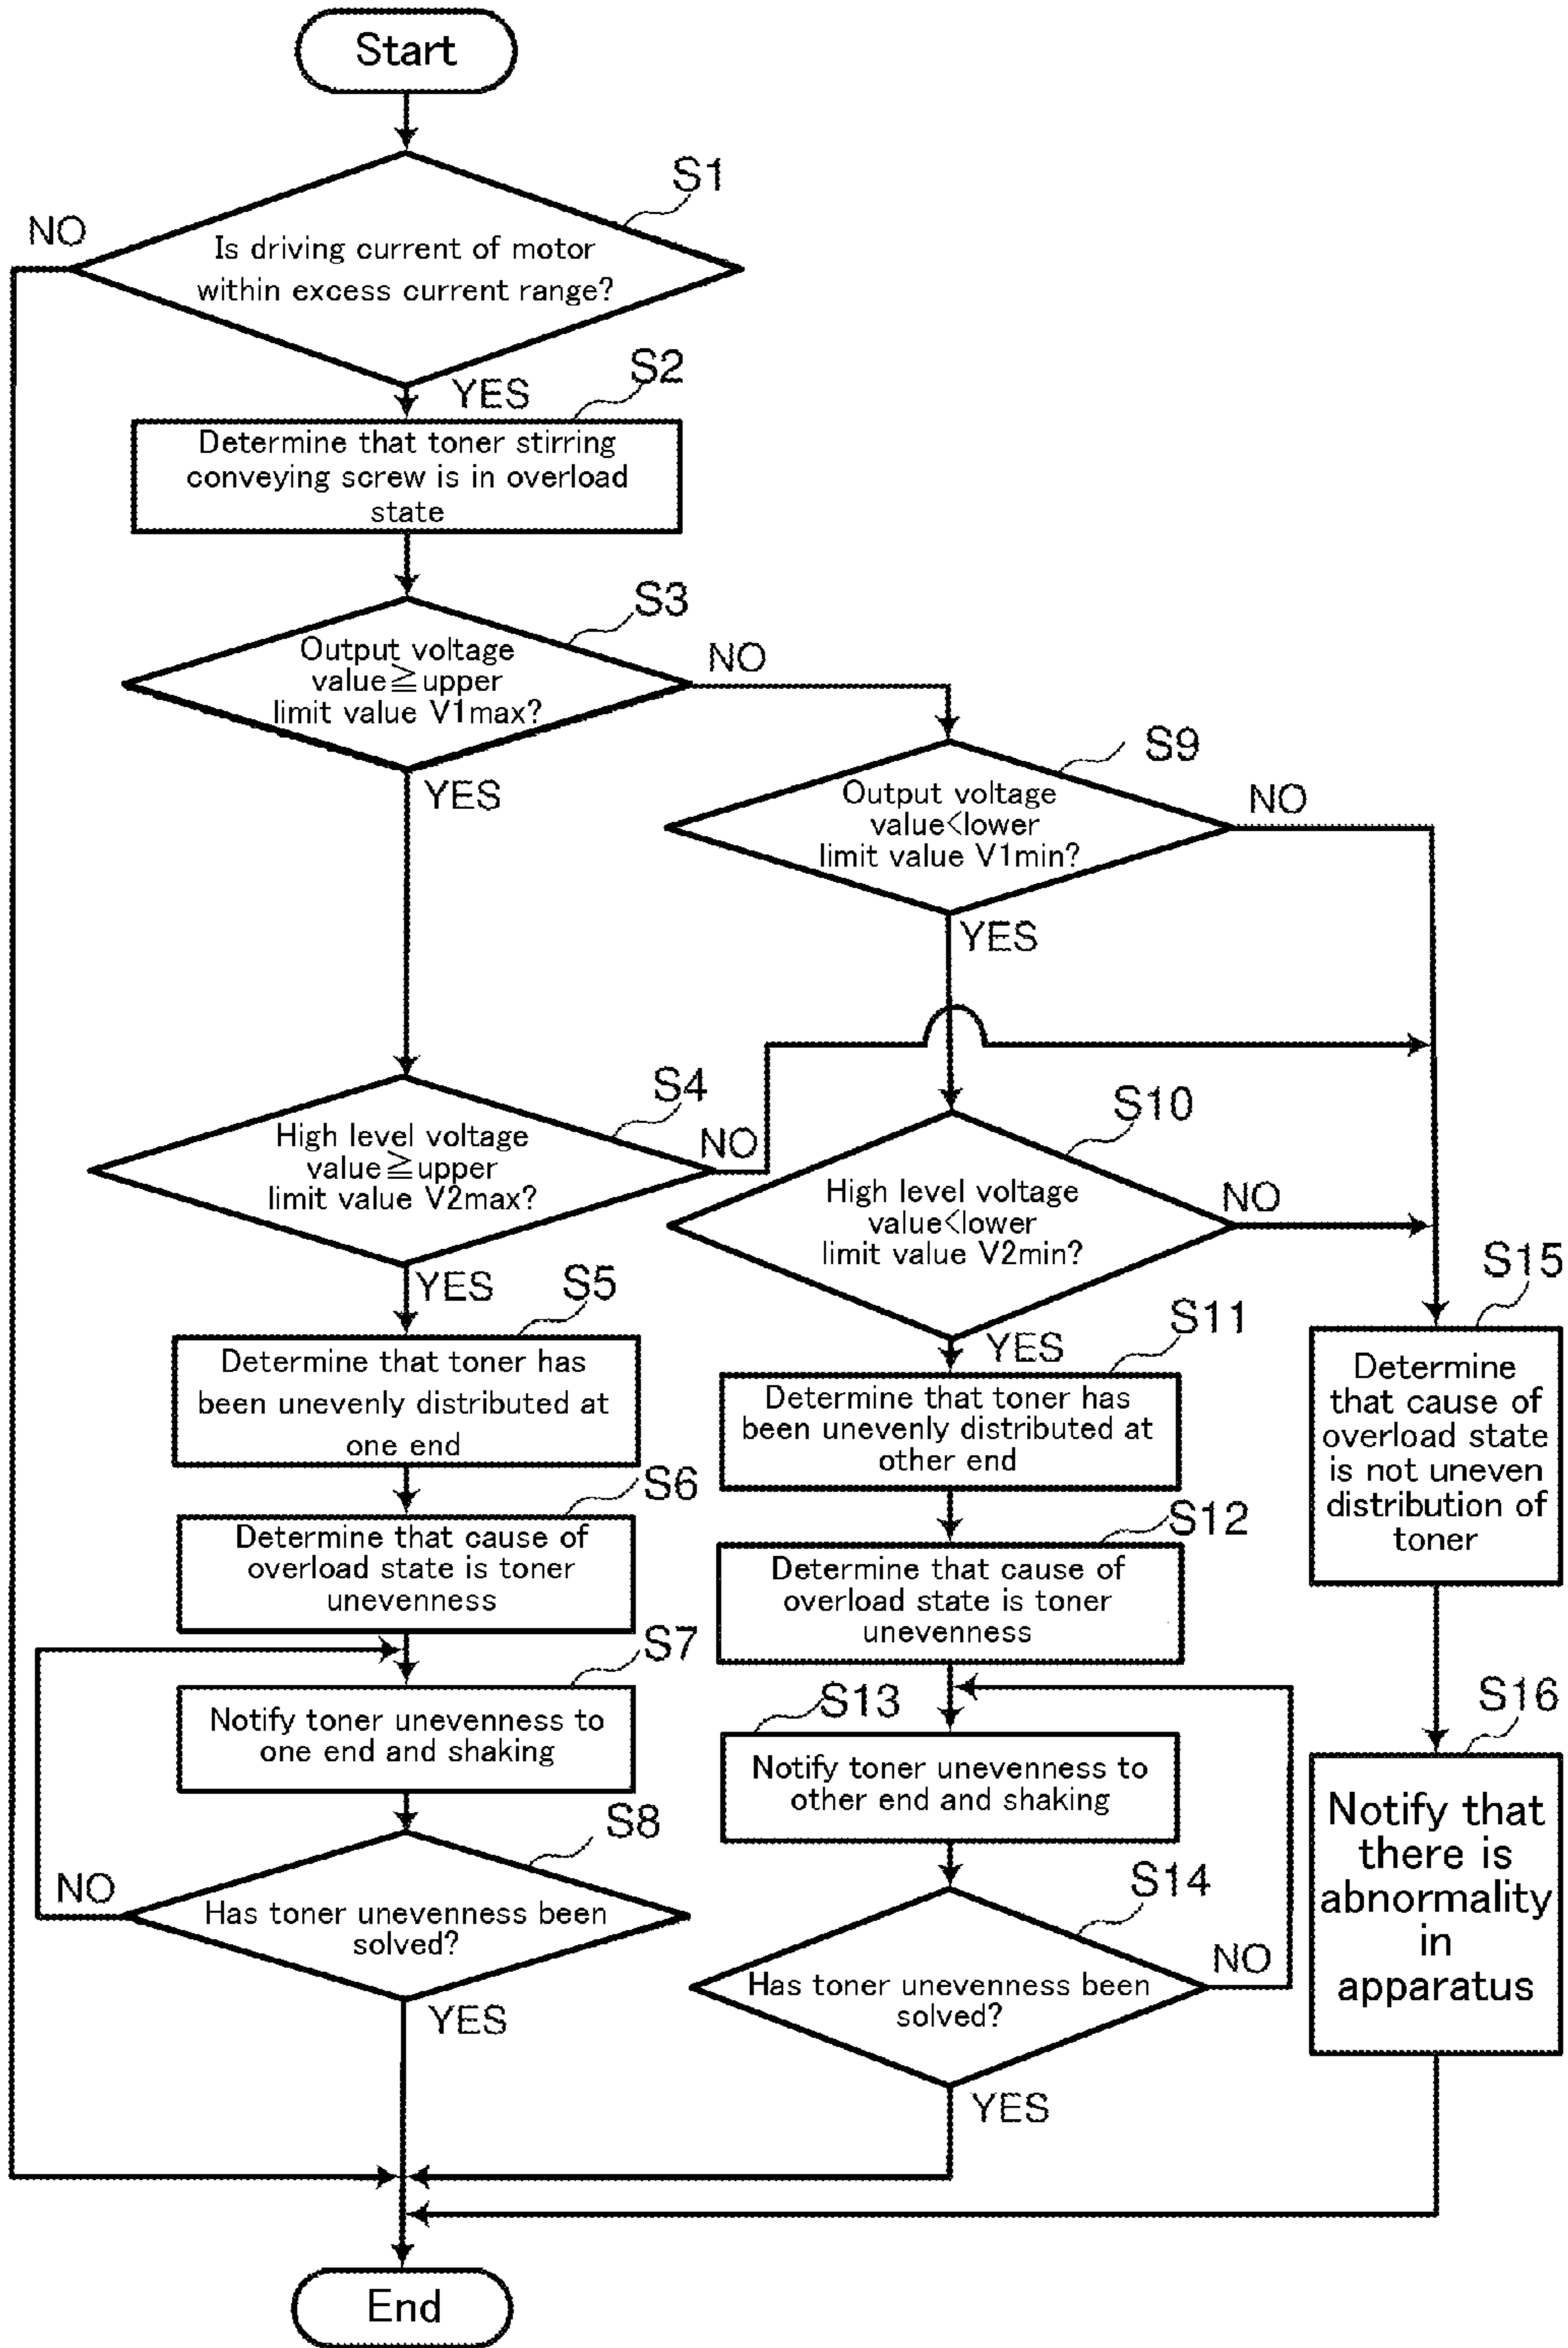 Start
S1
NO
Is driving current of motor
within excess current range?
YES
S2
Determine that toner stirring
conveying screw is in overload
state
S3
Output voltage
value≧upper
limit value V1max?
NO
YES
S9
Output voltage
value<lower
limit value V1min?
NO
YES
S4
High level voltage
value≧upper
limit value V2max?
NO
YES
S10
High level voltage
value<lower
limit value V2min?
NO
YES
S5
Determine that toner has
been unevenly distributed at
one end
S6
Determine that cause of
overload state is toner
unevenness
S7
Notify toner unevenness to
one end and shaking
S8
NO
Has toner unevenness been
solved?
YES
S11
Determine that toner has
been unevenly distributed at
other end
S12
Determine that cause of
overload state is toner
unevenness
S13
Notify toner unevenness to
other end and shaking
S14
NO
Has toner unevenness been
solved?
YES
S15
Determine
that cause of
overload state
is not uneven
distribution of
toner
S16
Notify that
there is
abnormality
in
apparatus
End